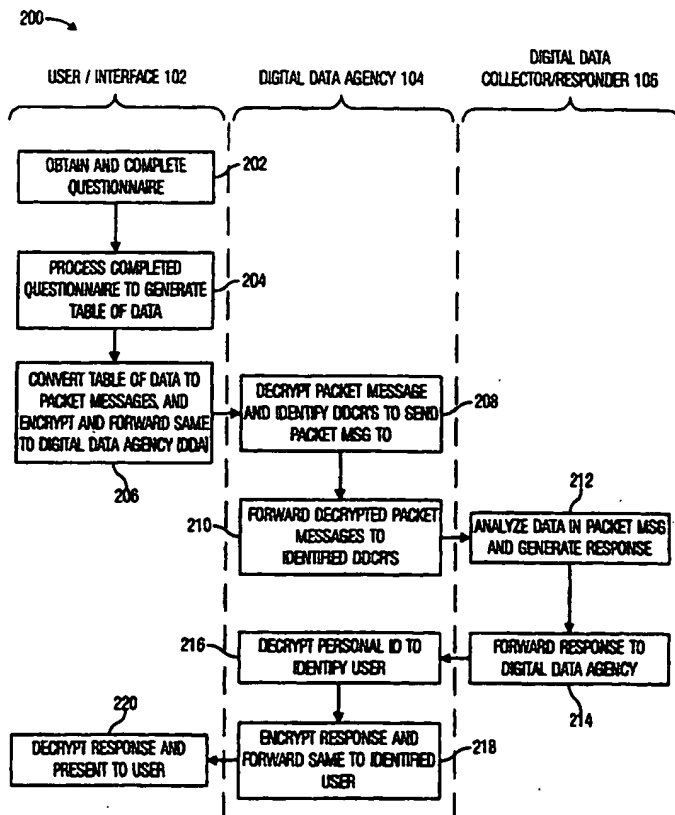 200
USER / INTERFACE 102
DIGITAL DATA AGENCY 104
DIGITAL DATA
COLLECTOR/RESPONDER 106
OBTAIN AND COMPLETE
QUESTIONNAIRE
202
PROCESS COMPLETED
QUESTIONNAIRE TO GENERATE
TABLE OF DATA
204
CONVERT TABLE OF DATA TO
PACKET MESSAGES, AND
ENCRYPT AND FORWARD SAME
TO DIGITAL DATA AGENCY (DDA)
206
DECRYPT PACKET MESSAGE
AND IDENTIFY DDCR'S TO SEND
PACKET MSG TO
208
210
FORWARD DECRYPTED PACKET
MESSAGES TO
IDENTIFIED DDCR'S
212
ANALYZE DATA IN PACKET MSG
AND GENERATE RESPONSE
216
DECRYPT PERSONAL ID TO
IDENTIFY USER
FORWARD RESPONSE TO
DIGITAL DATA AGENCY
214
220
DECRYPT RESPONSE AND
PRESENT TO USER
ENCRYPT RESPONSE AND
FORWARD SAME TO IDENTIFIED
USER
218